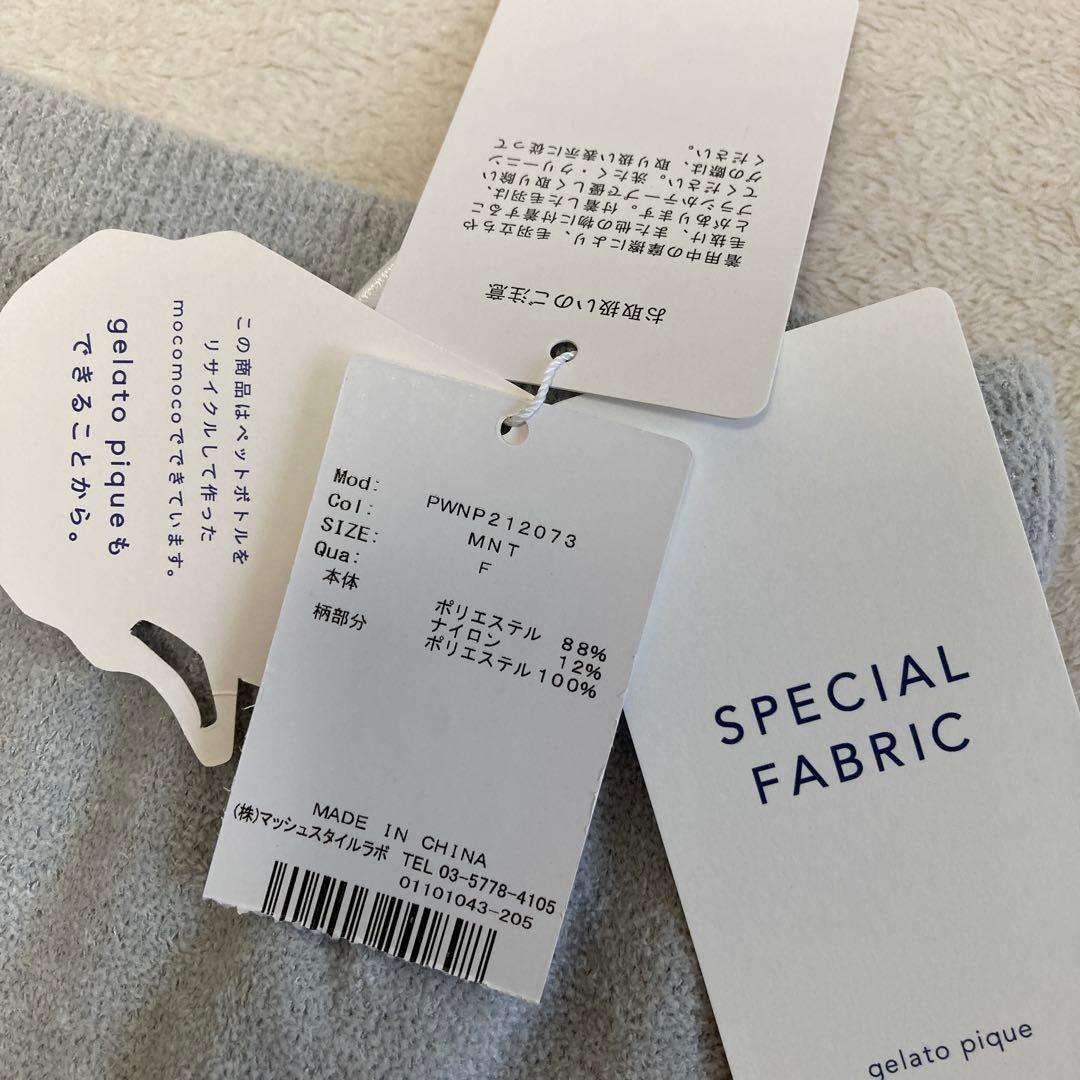 お取扱いのご注意
着用中の摩擦により、毛羽立ちや
毛抜け、また他の物に付着するこ
とがあります。付着した毛羽は、
ブラシかテープで優しく取り除い
てください。洗たく・クリーニン
グの際は、取り扱い表示に従って
ください。
この商品はペットボトルを
リサイクルして作った
mocomocoでできています。
gelato piqueも
できることから。
Mod: PWNP212073
Col: MNT
SIZE: F
Qua:
本体 ポリエステル 88%
ナイロン 12%
柄部分 ポリエステル 100%
MADE IN CHINA
(株)マッシュスタイルラボ TEL 03-5778-4105
01101043-205
SPECIAL
FABRIC
gelato pique